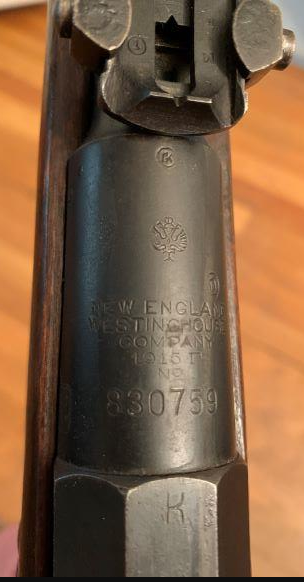 NEW ENGLAND
WESTINGHOUSE
COMPANY
1915
No
830759
K